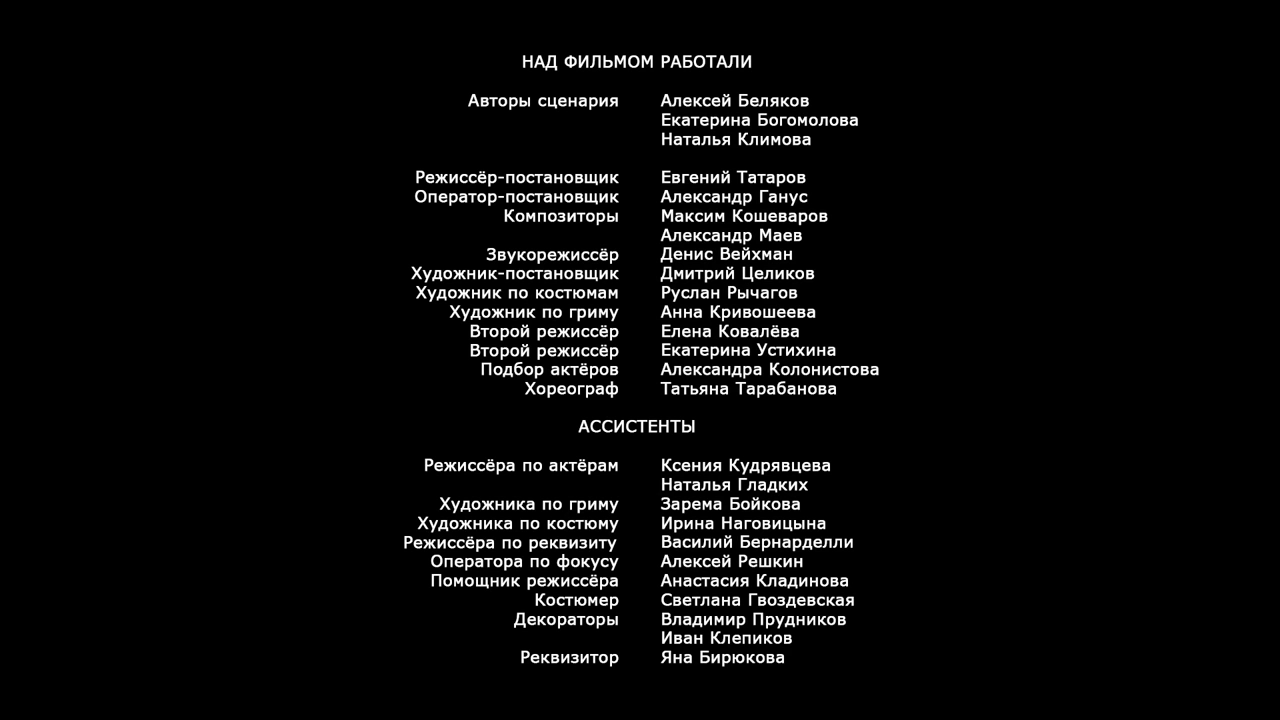 НАД ФИЛЬМОМ РАБОТАЛИ
Авторы сценария Алексей Беляков
Екатерина Богомолова
Наталья Климова
Режиссёр-постановщик Евгений Татаров
Оператор-постановщик Александр Ганус
Композиторы Максим Кошеваров
Александр Маев
Звукорежиссёр Денис Вейхман
Художник-постановщик Дмитрий Целиков
Художник по костюмам Руслан Рычагов
Художник по гриму Анна Кривошеева
Второй режиссёр Елена Ковалёва
Второй режиссёр Екатерина Устихина
Подбор актёров Александра Колонистова
Хореограф Татьяна Тарабанова
АССИСТЕНТЫ
Режиссёра по актёрам Ксения Кудрявцева
Наталья Гладких
Художника по гриму Зарема Бойкова
Художника по костюму Ирина Наговицына
Режиссёра по реквизиту Василий Бернарделли
Оператора по фокусу Алексей Решкин
Помощник режиссёра Анастасия Кладинова
Костюмер Светлана Гвоздевская
Декораторы Владимир Прудников
Иван Клепиков
Реквизитор Яна Бирюкова